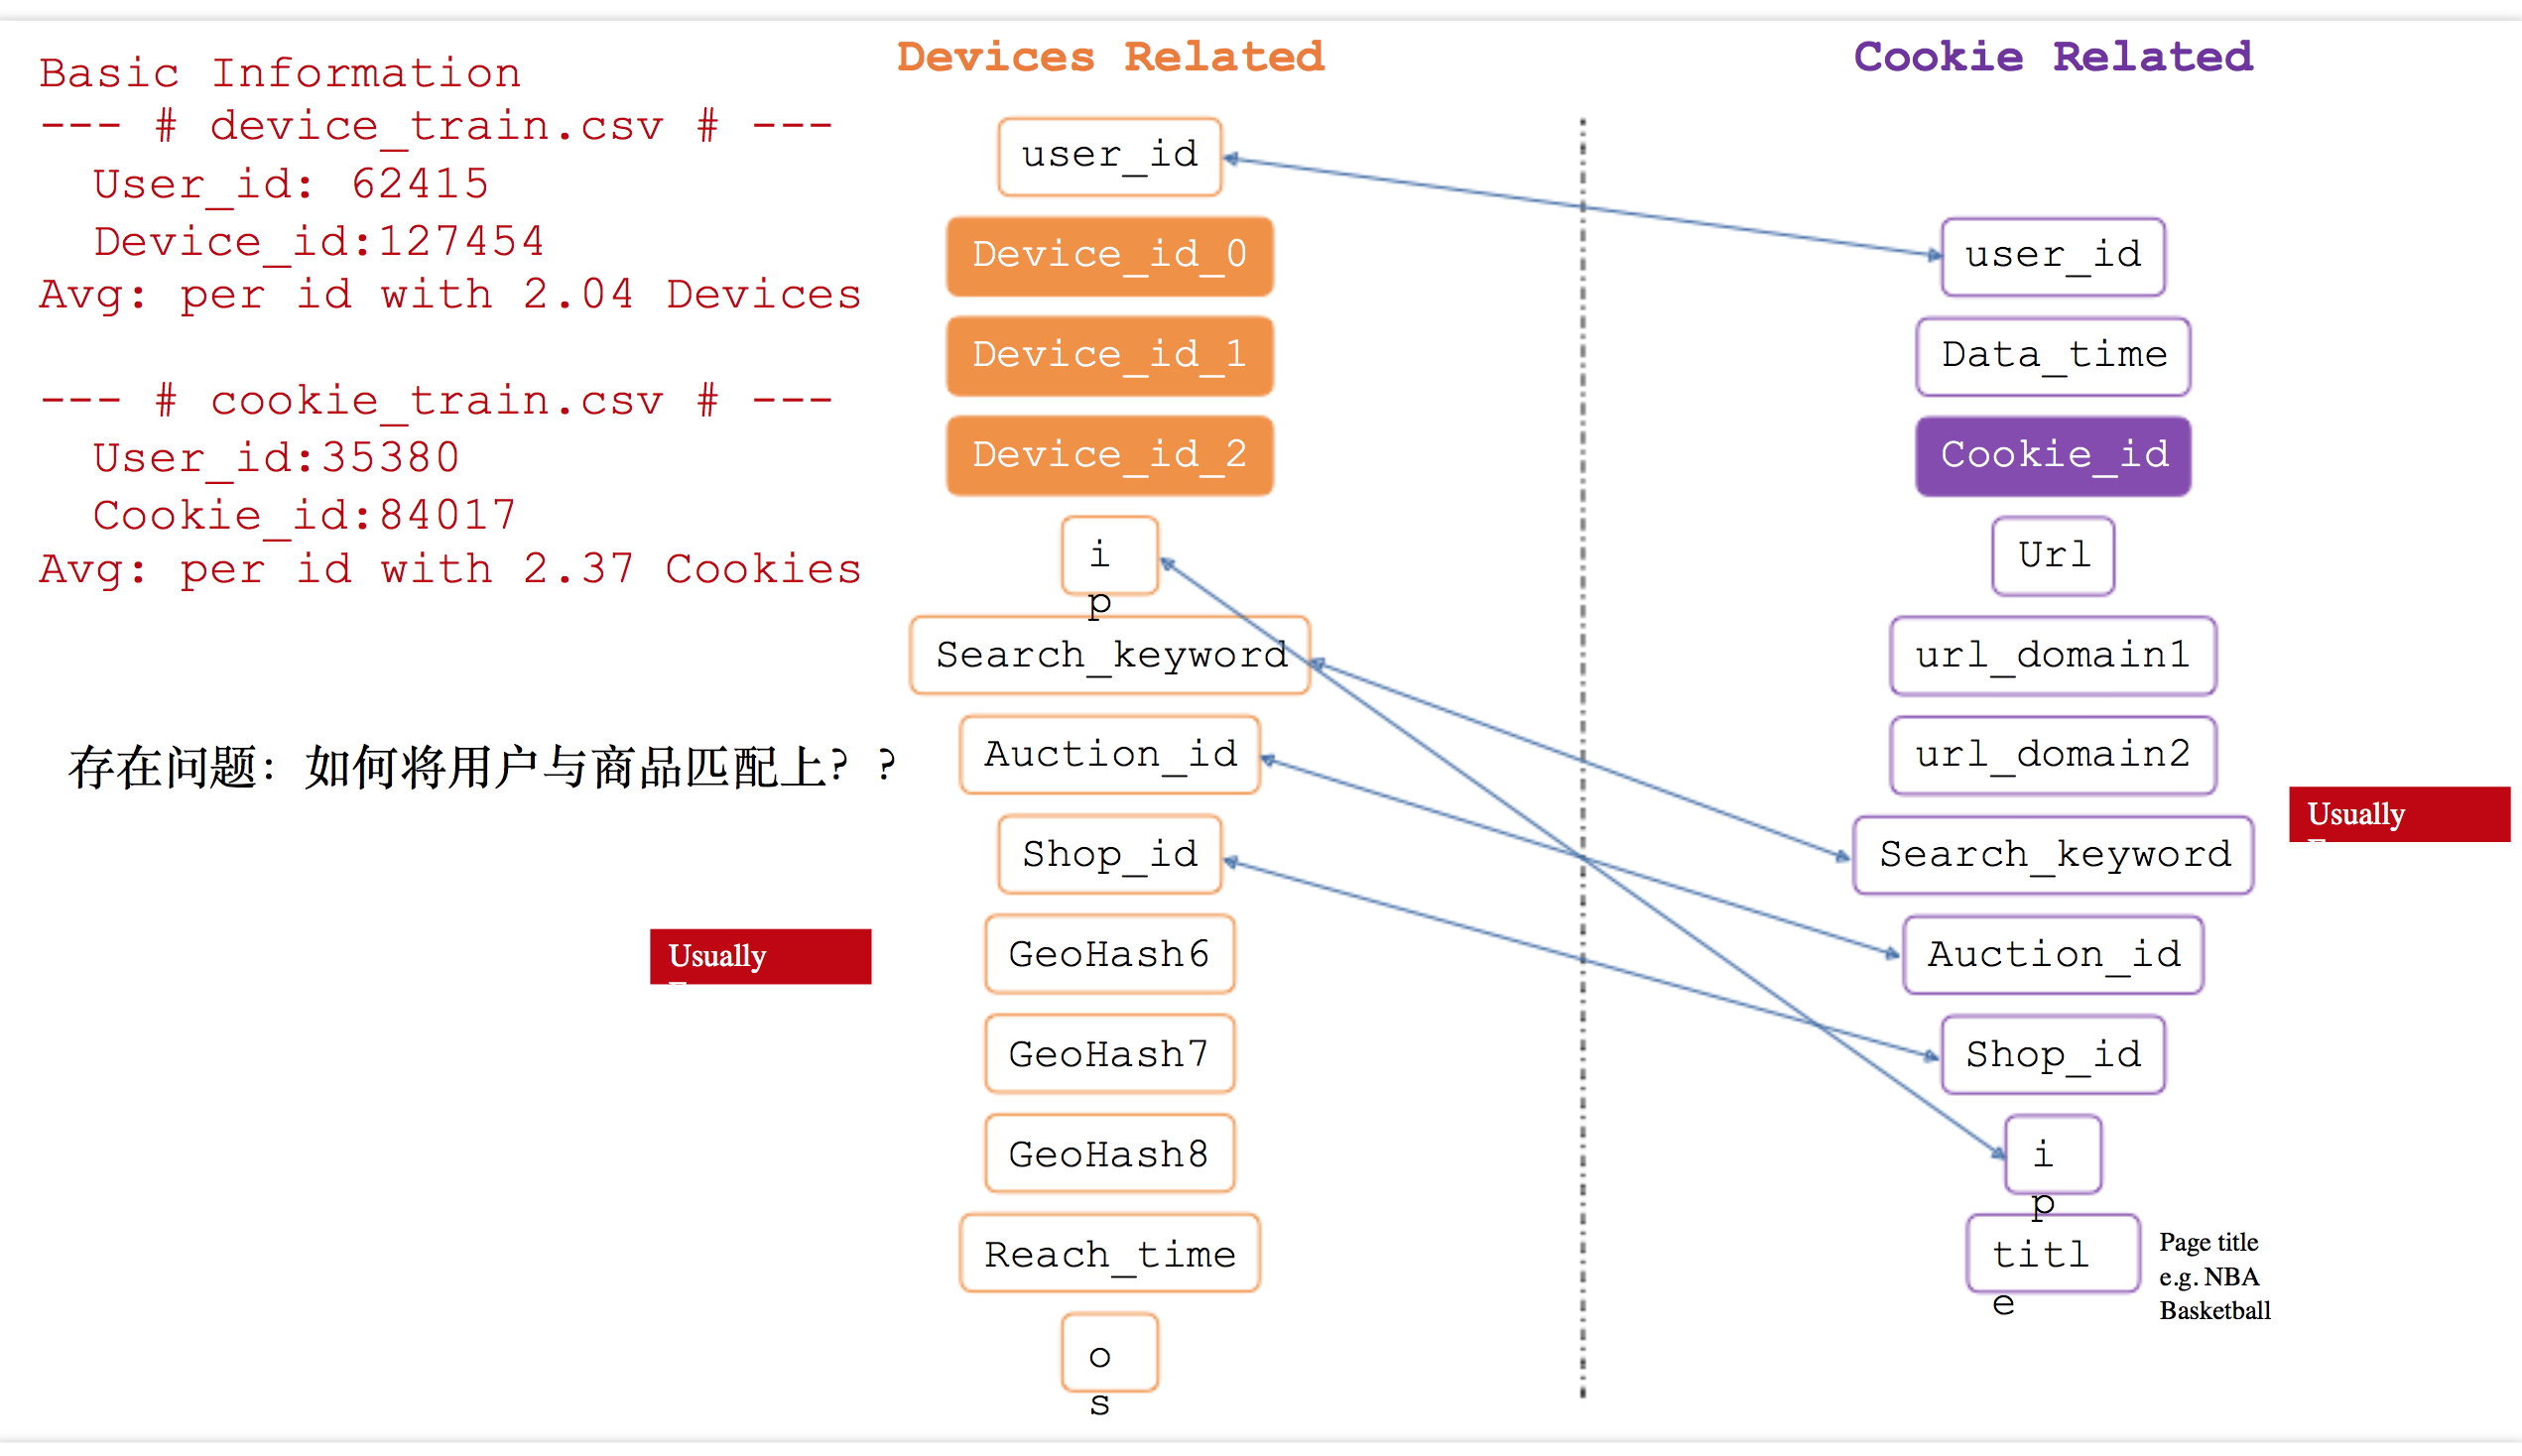 Basic Information
--- # device_train.csv # ---
User_id: 62415
Device_id:127454
Avg: per id with 2.04 Devices
--- # cookie_train.csv # ---
User_id:35380
Cookie_id:84017
Avg: per id with 2.37 Cookies
存在问题：如何将用户与商品匹配上？？
Usually
Devices Related
user_id
Device_id_0
Device_id_1
Device_id_2
i
p
Search_keyword
Auction_id
Shop_id
GeoHash6
GeoHash7
GeoHash8
Reach_time
o
s
Cookie Related
user_id
Data_time
Cookie_id
Url
url_domain1
url_domain2
Search_keyword
Auction_id
Shop_id
i
p
titl
e
Usually
Page title
e.g. NBA
Basketball